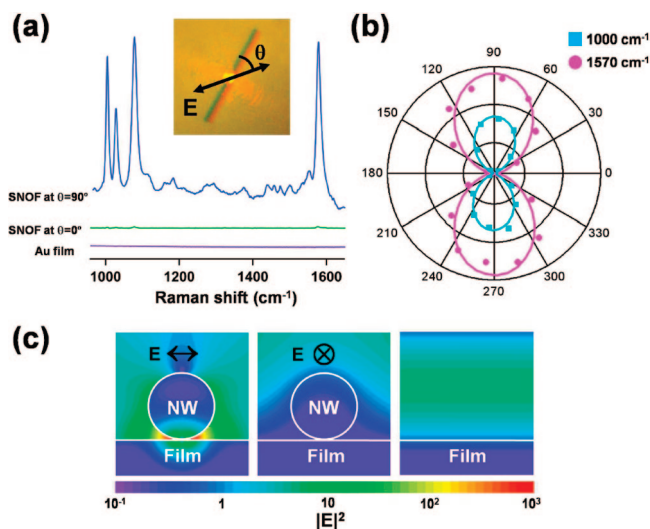 (a)
θ
E
SNOF at θ=90°
SNOF at θ=0°
Au film
1000 1200 1400 1600
Raman shift (cm-1)
(b)
1000 cm-1
1570 cm-1
90
120 60
150 30
180 0
210 330
240 300
270
(c)
E
NW
Film
E
NW
Film
Film
10-1 1 10 102 103
|E|2